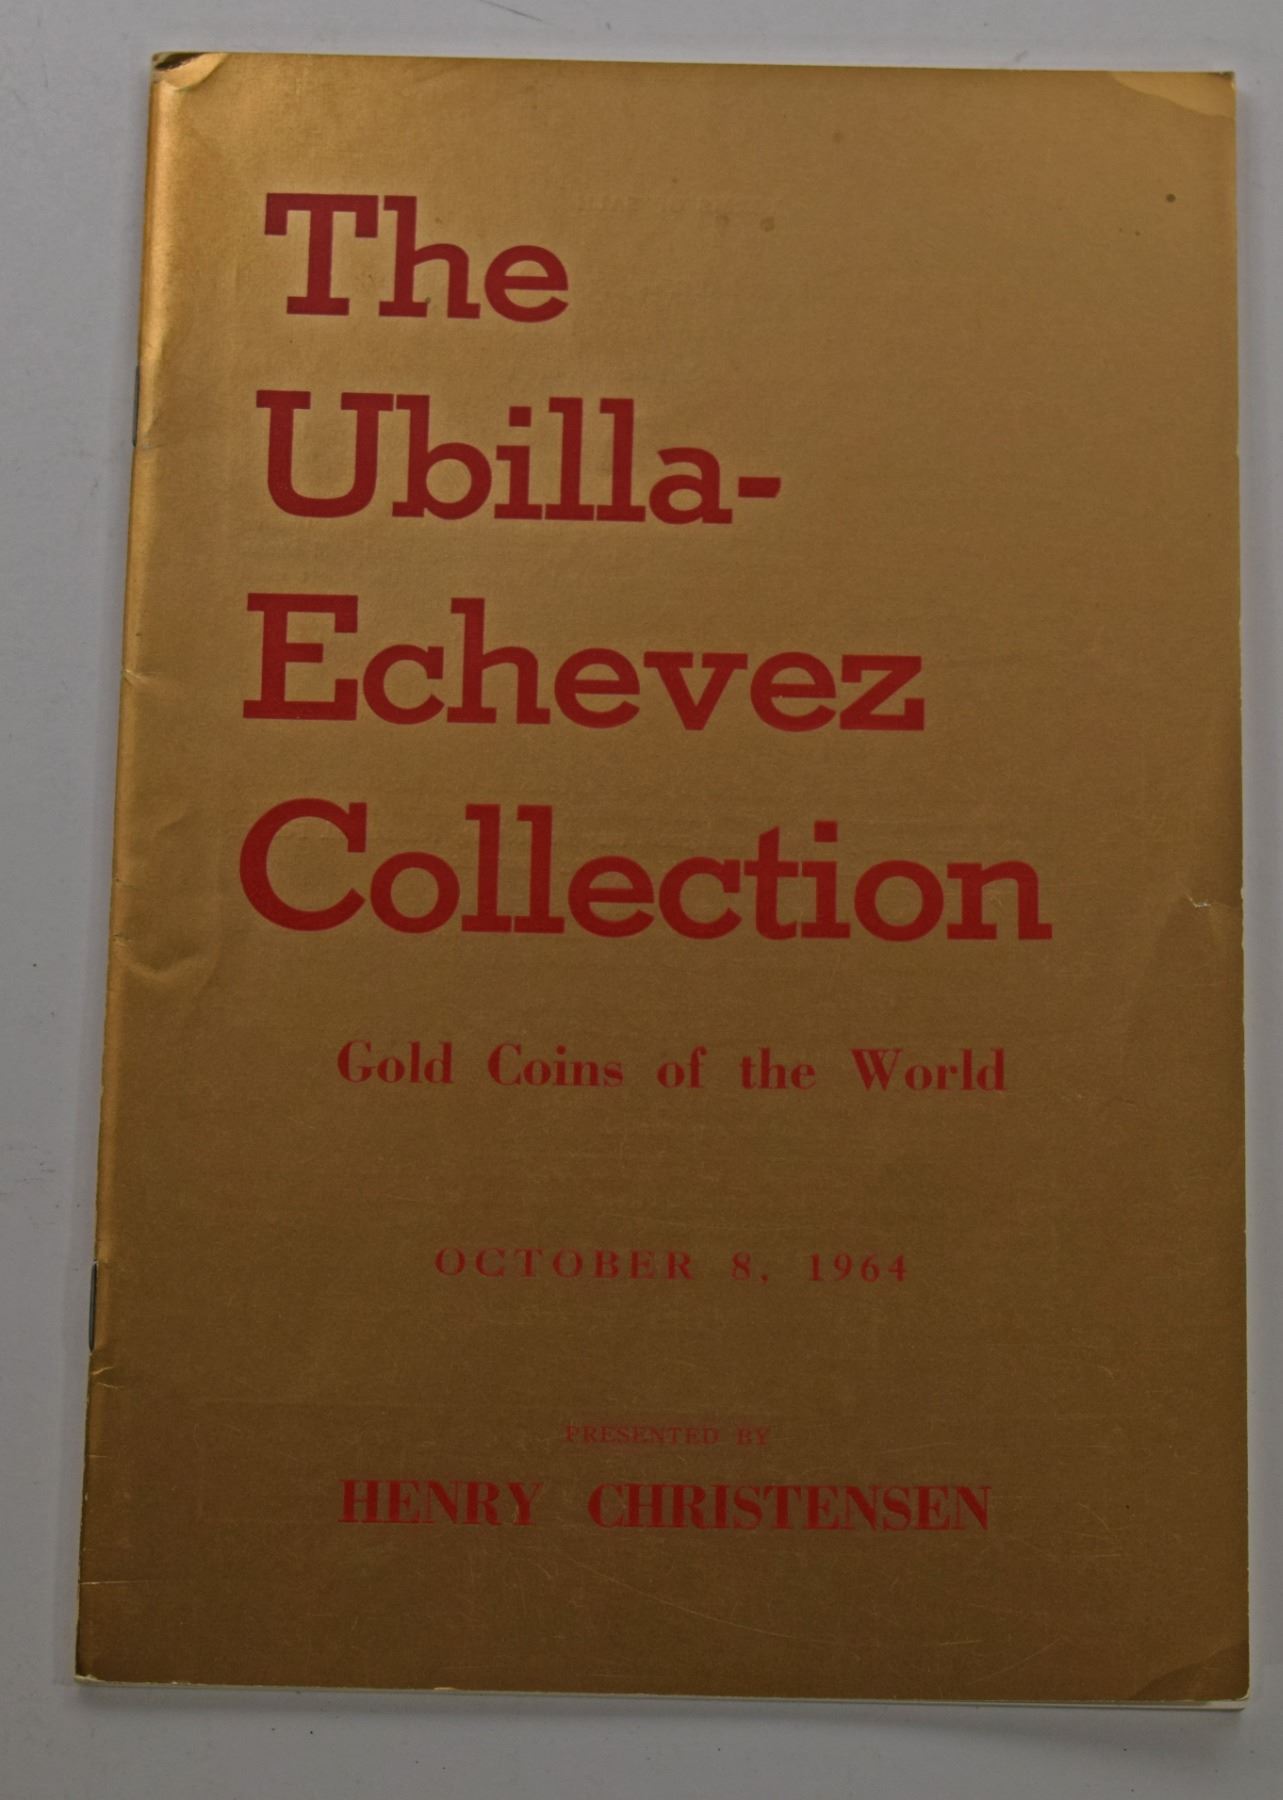 The
Ubilla-
Echevez
Collection
Gold Coins of the World
OCTOBER 8, 1964
PRESENTED BY
HENRY CHRISTENSEN